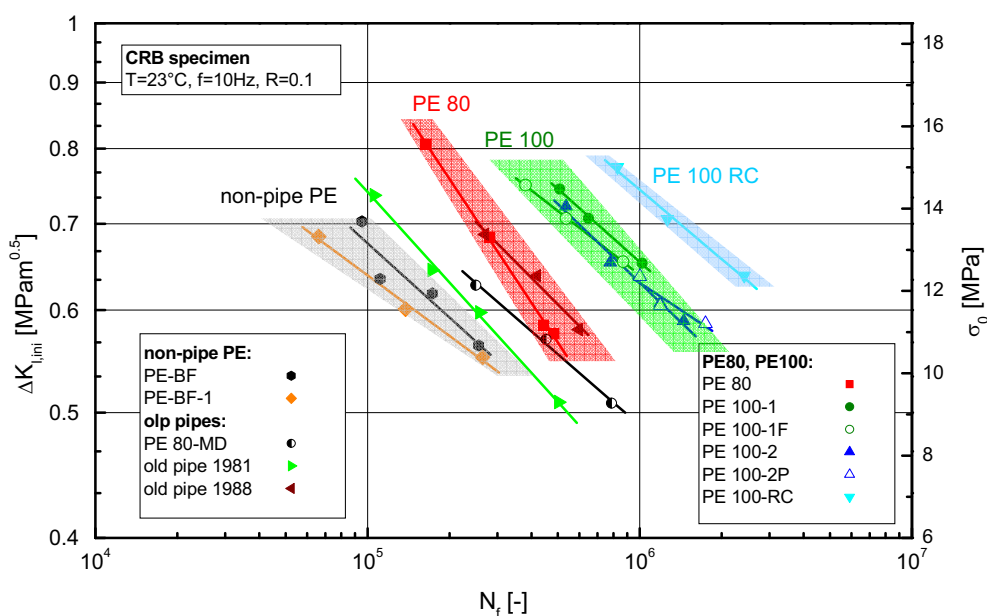 1
0.9
0.8
0.7
0.6
0.5
0.4
ΔK_I,ini [MPam^0.5]
CRB specimen
T=23°C, f=10Hz, R=0.1
PE 80
PE 100
PE 100 RC
non-pipe PE
non-pipe PE:
PE-BF
PE-BF-1
olp pipes:
PE 80-MD
old pipe 1981
old pipe 1988
PE80, PE100:
PE 80
PE 100-1
PE 100-1F
PE 100-2
PE 100-2P
PE 100-RC
18
16
14
12
10
8
6
σ_0 [MPa]
10^4
10^5
10^6
10^7
N_f [-]